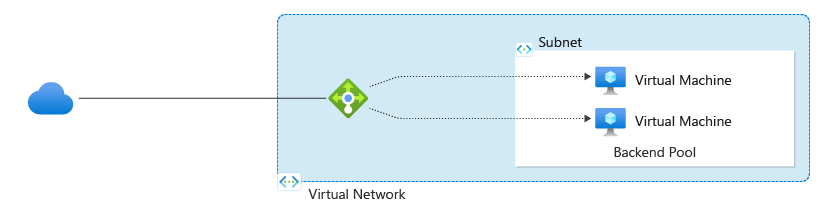 Subnet
Virtual Machine
Virtual Machine
Backend Pool
Virtual Network